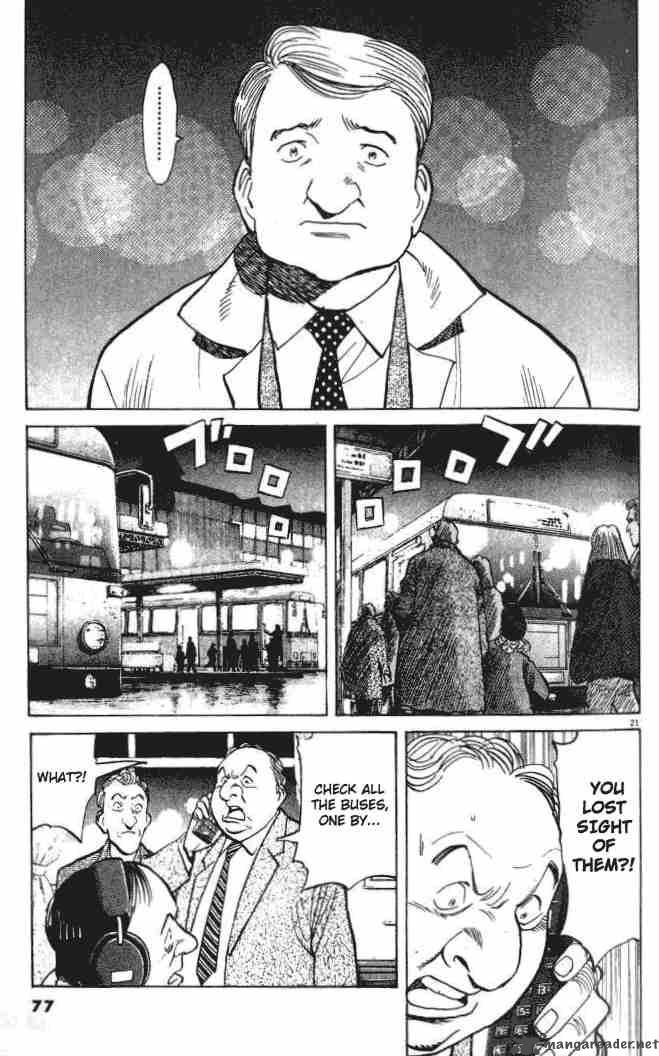 ブロロロ
ブロロ
21
WHAT?!
CHECK ALL
THE BUSES,
ONE BY...
YOU
LOST
SIGHT
OF
THEM?!
77
mangareader.net